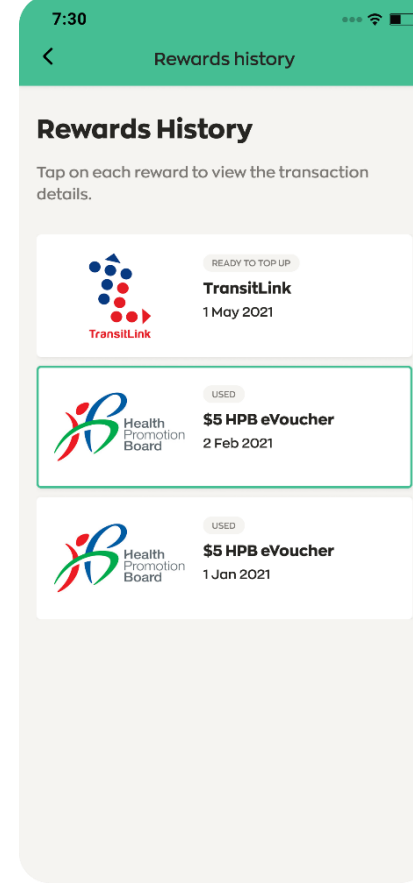 7:30
Rewards history
Rewards History
Tap on each reward to view the transaction
details.
READY TO TOP UP
TransitLink
1 May 2021
TransitLink
USED
$5 HPB eVoucher
2 Feb 2021
Health
Promotion
Board
USED
$5 HPB eVoucher
1 Jan 2021
Health
Promotion
Board